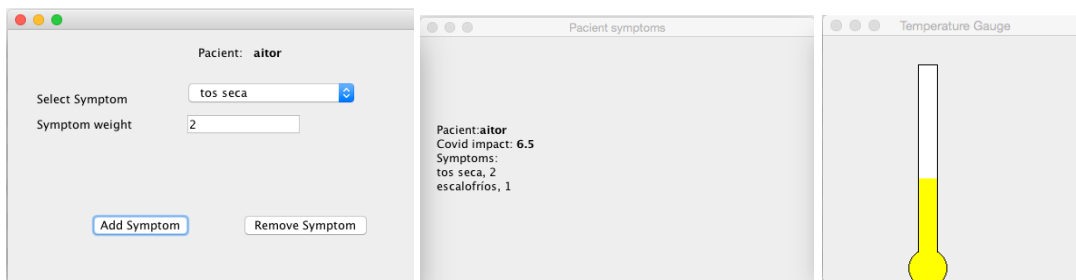 Pacient: aitor
Select Symptom tos seca
Symptom weight 2
Add Symptom Remove Symptom
Pacient symptoms
Pacient:aitor
Covid impact: 6.5
Symptoms:
tos seca, 2
escalofríos, 1
Temperature Gauge